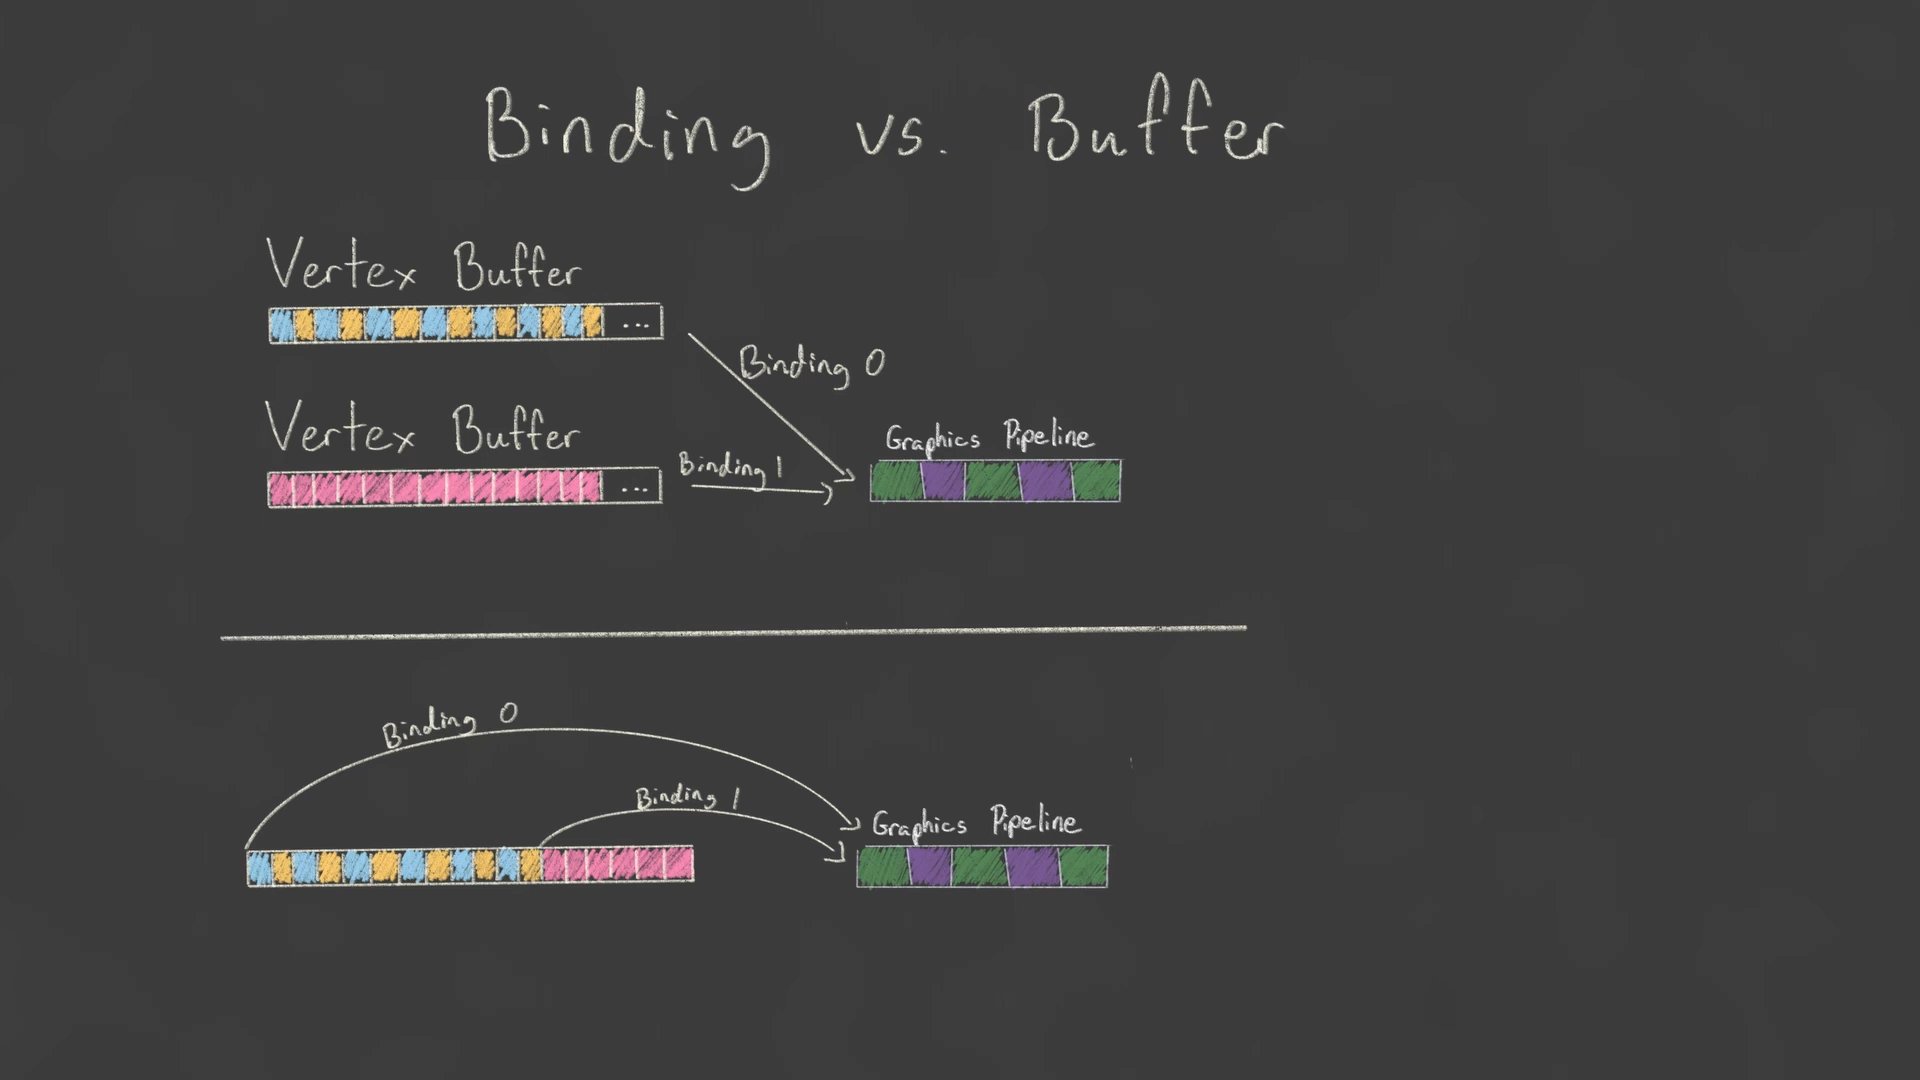 Binding vs. Buffer
Vertex Buffer
...
Binding 0
Vertex Buffer
...
Binding 1
Graphics Pipeline
Binding 0
Binding 1
Graphics Pipeline